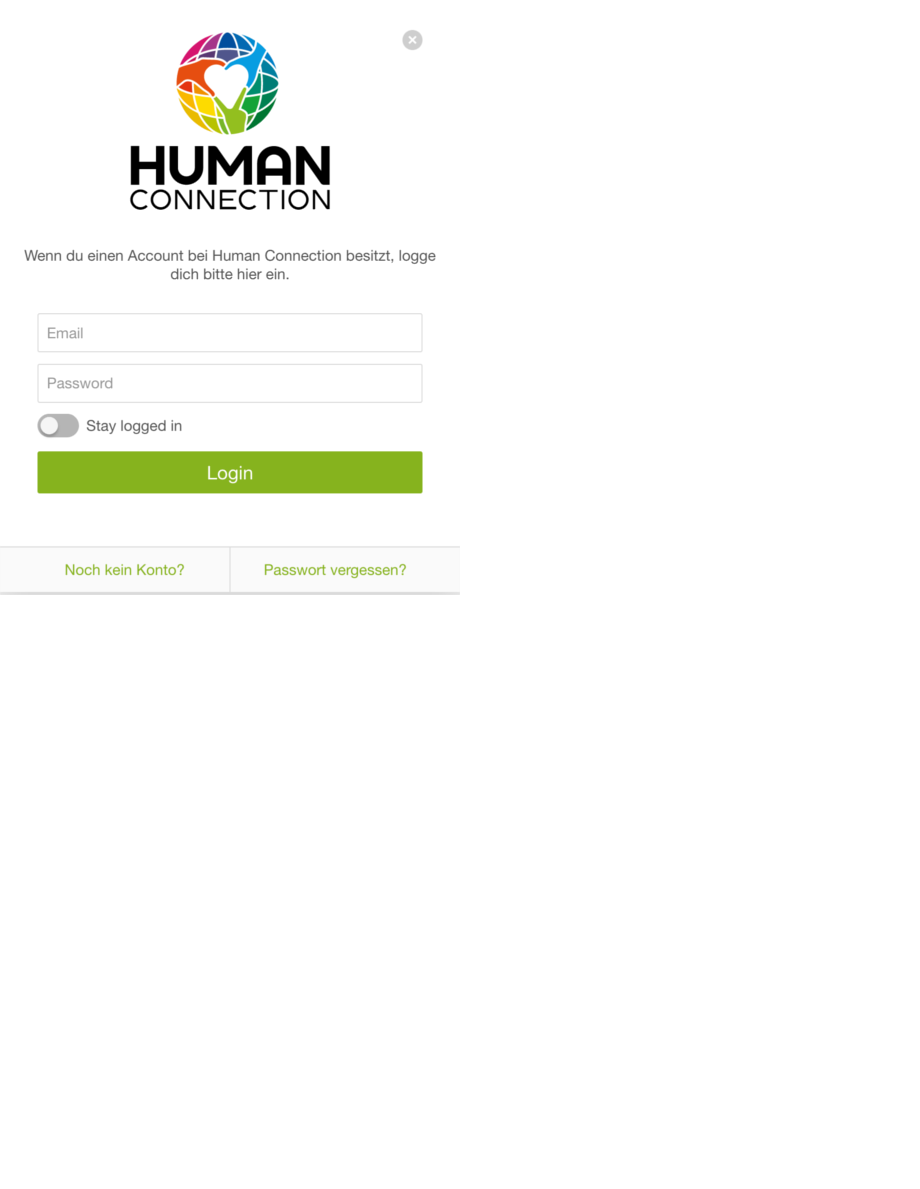 HUMAN
CONNECTION
Wenn du einen Account bei Human Connection besitzt, logge
dich bitte hier ein.
Email
Password
Stay logged in
Login
Noch kein Konto?
Passwort vergessen?